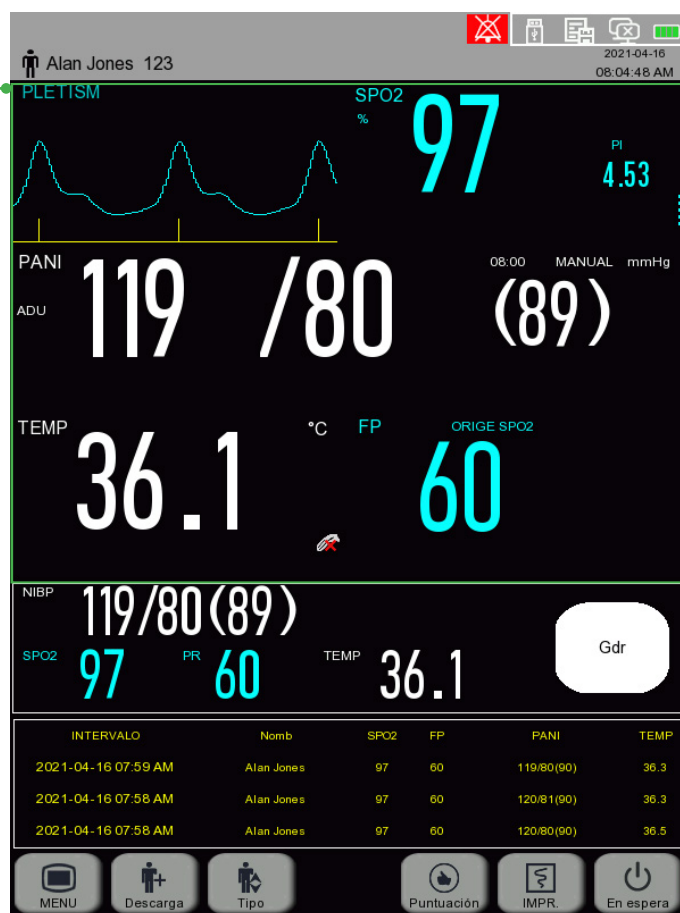 Alan Jones 123
2021-04-16
08:04:48 AM
PLETISM
SPO2
%
97
PI
4.53
PANI
ADU
119 /80
08:00 MANUAL mmHg
(89)
TEMP
36.1
°C
FP
ORIGE SPO2
60
NIBP
119/80(89)
SPO2 97 PR 60 TEMP 36.1
Gdr
INTERVALO Nomb SPO2 FP PANI TEMP
2021-04-16 07:59 AM Alan Jones 97 60 119/80(90) 36.3
2021-04-16 07:58 AM Alan Jones 97 60 120/81(90) 36.3
2021-04-16 07:58 AM Alan Jones 97 60 120/80(90) 36.5
MENU Descarga Tipo Puntuación IMPR. En espera